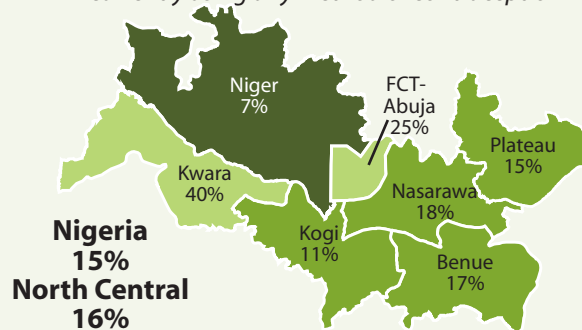 Niger
7%
FCT-
Abuja
25%
Plateau
15%
Kwara
40%
Nasarawa
18%
Kogi
11%
Benue
17%
Nigeria
15%
North Central
16%